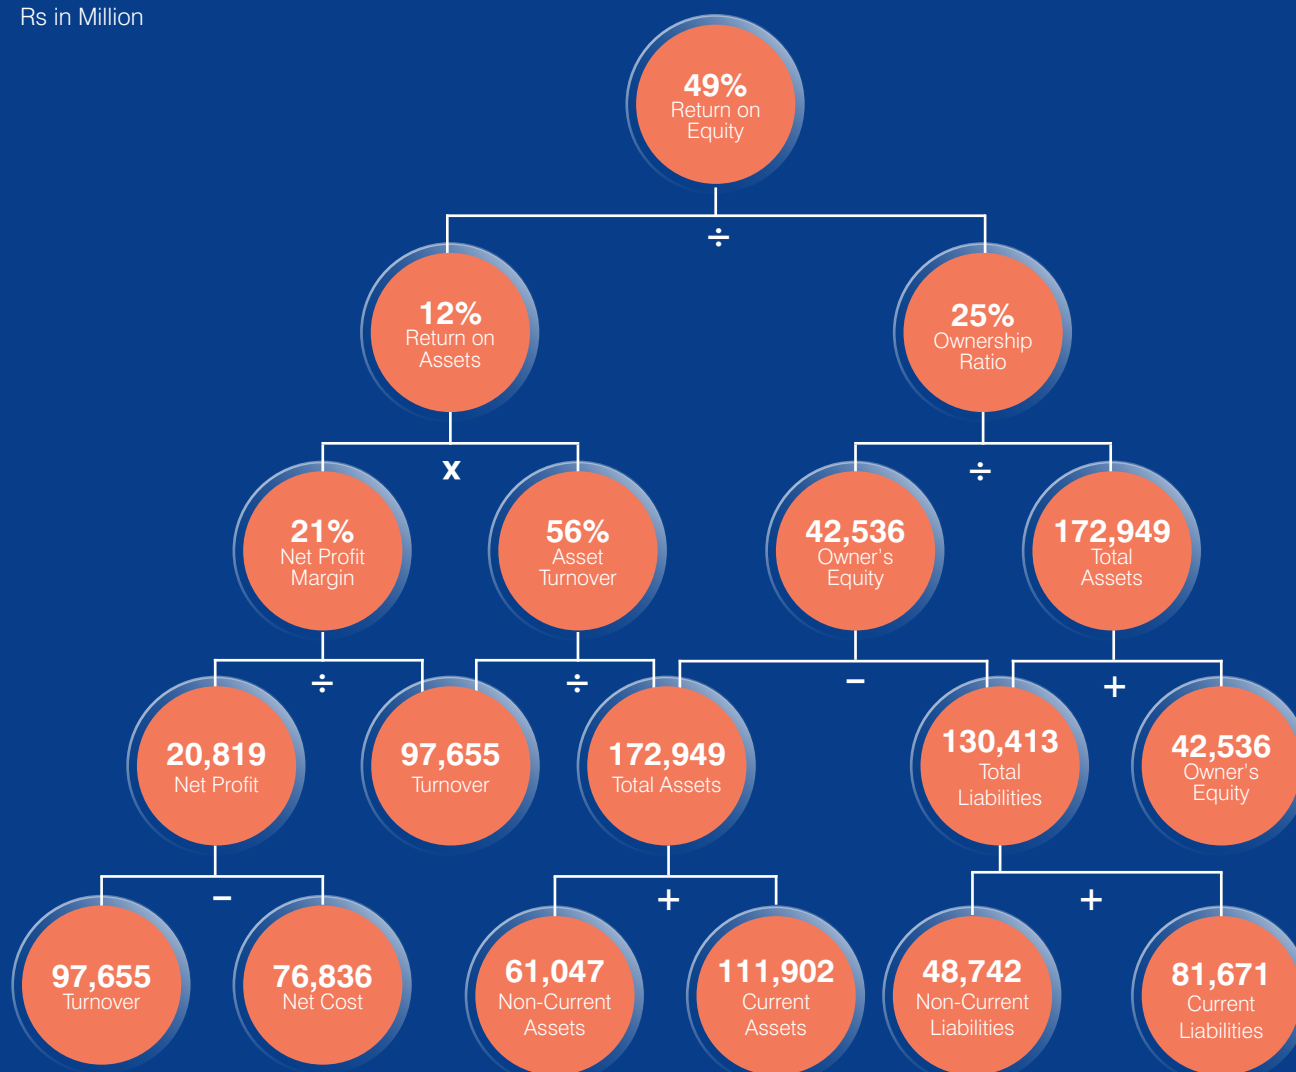 Rs in Million
49%
Return on
Equity
÷
12%
Return on
Assets
25%
Ownership
Ratio
x
÷
21%
Net Profit
Margin
56%
Asset
Turnover
42,536
Owner's
Equity
172,949
Total
Assets
÷
÷
–
+
20,819
Net Profit
97,655
Turnover
172,949
Total Assets
130,413
Total
Liabilities
42,536
Owner's
Equity
–
+
+
97,655
Turnover
76,836
Net Cost
61,047
Non-Current
Assets
111,902
Current
Assets
48,742
Non-Current
Liabilities
81,671
Current
Liabilities